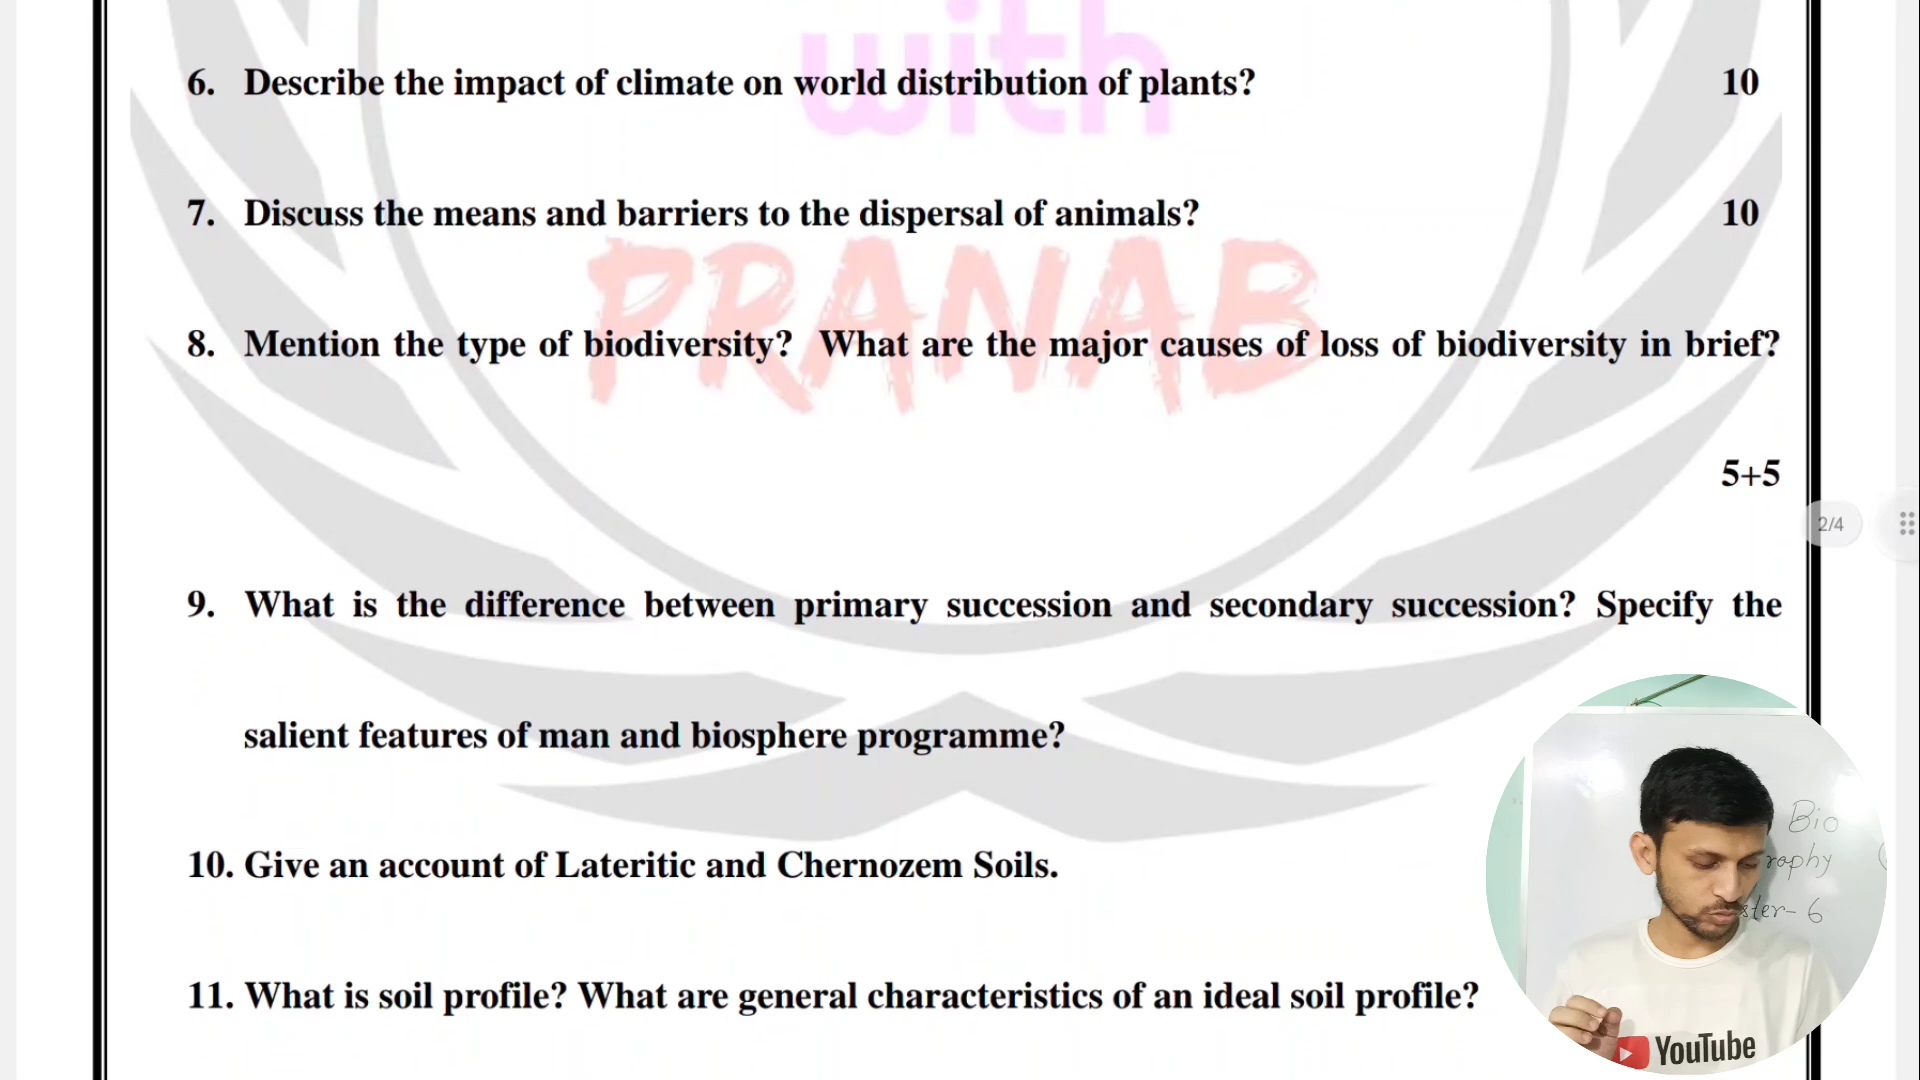 with
6. Describe the impact of climate on world distribution of plants? 10
7. Discuss the means and barriers to the dispersal of animals? 10
PRANAB
8. Mention the type of biodiversity? What are the major causes of loss of biodiversity in brief?
5+5
2/4
9. What is the difference between primary succession and secondary succession? Specify the
salient features of man and biosphere programme?
Bio
10. Give an account of Lateritic and Chernozem Soils.
11. What is soil profile? What are general characteristics of an ideal soil profile?
YouTube